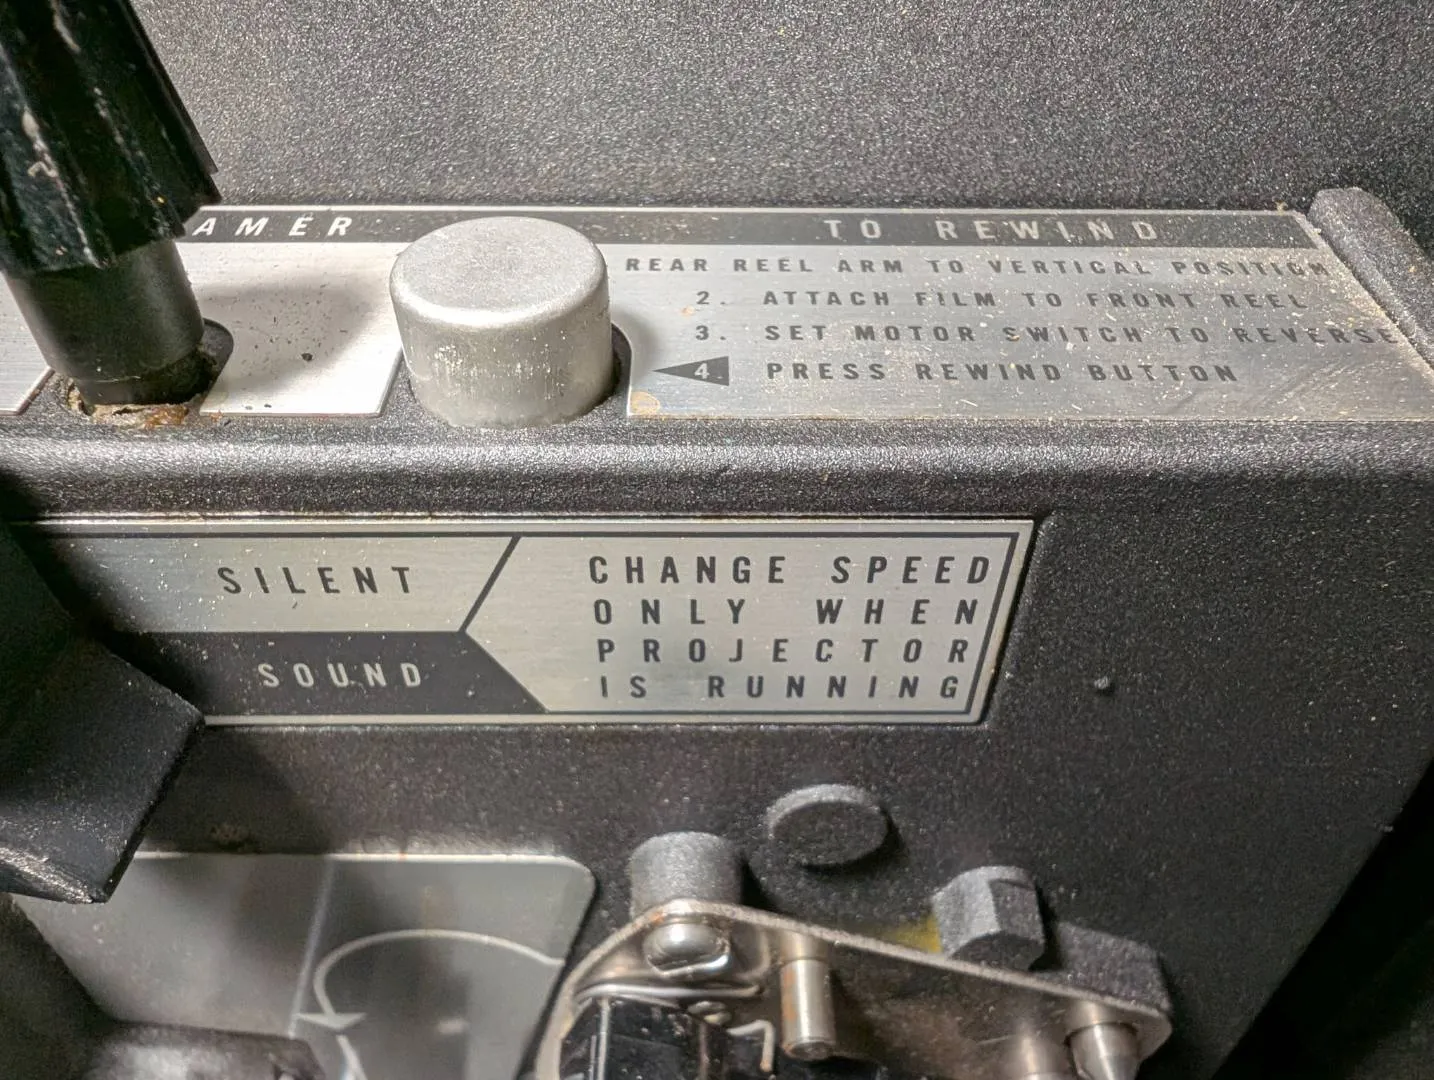 AMER
TO REWIND
REAR REEL ARM TO VERTICAL POSITION
2. ATTACH FILM TO FRONT REEL
3. SET MOTOR SWITCH TO REVERSE
4 PRESS REWIND BUTTON
SILENT
SOUND
CHANGE SPEED
ONLY WHEN
PROJECTOR
IS RUNNING